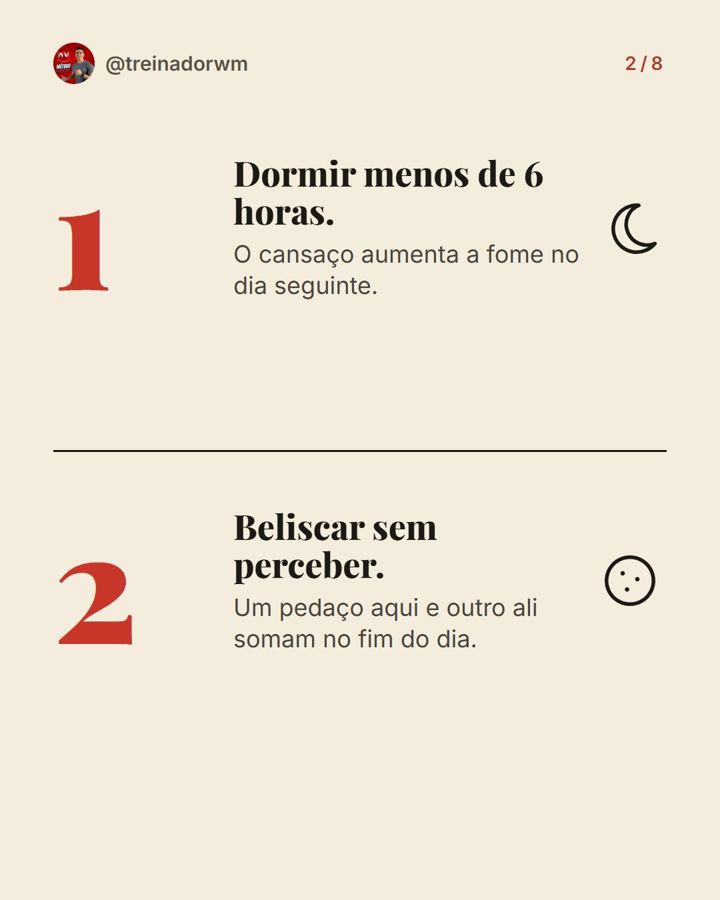 @treinadorwm
2 / 8
1
Dormir menos de 6
horas.
O cansaço aumenta a fome no
dia seguinte.
2
Beliscar sem
perceber.
Um pedaço aqui e outro ali
somam no fim do dia.